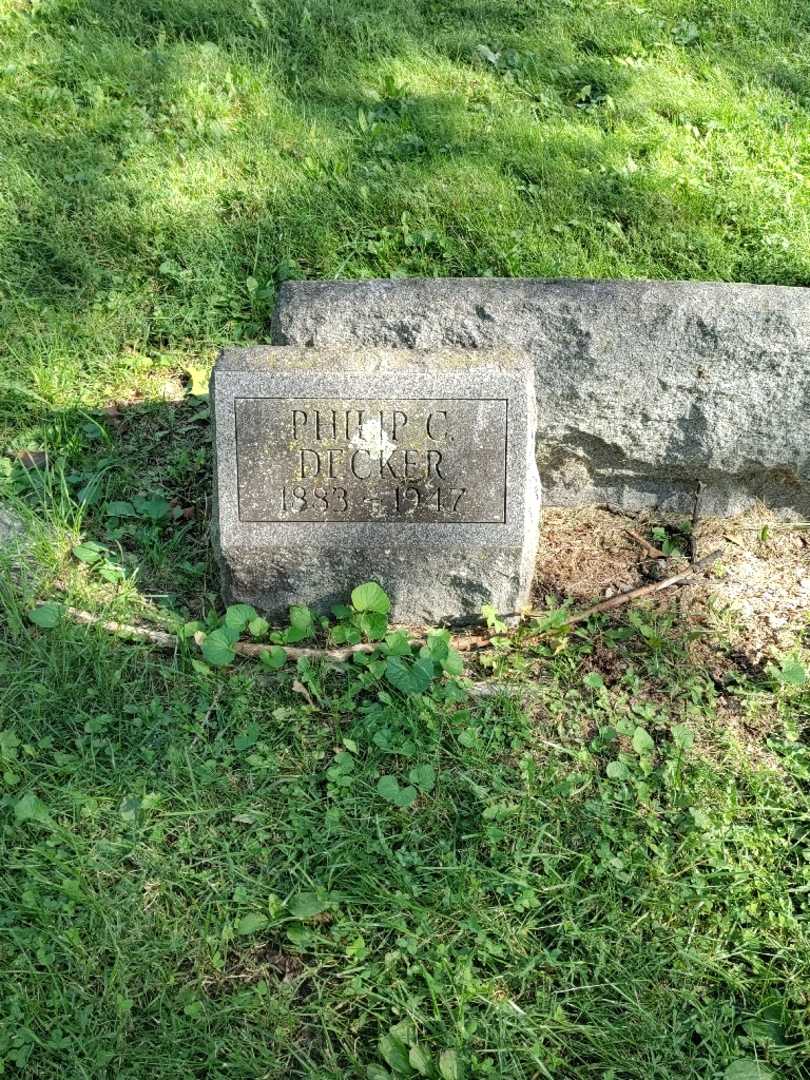 PHILIP C.
DECKER
1883 - 1947